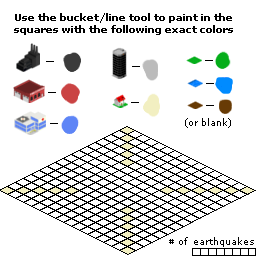 Use the bucket/line tool to paint in the
squares with the following exact colors
(or blank)
# of earthquakes